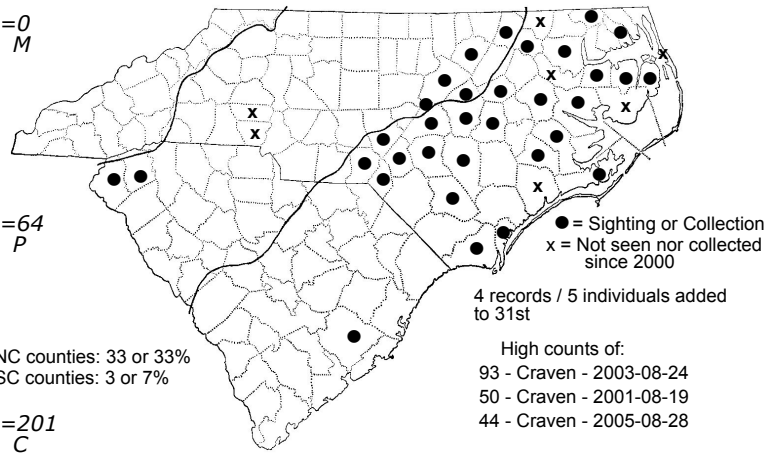 =0
M
=64
P
● = Sighting or Collection
x = Not seen nor collected
since 2000
4 records / 5 individuals added
to 31st
NC counties: 33 or 33%
SC counties: 3 or 7%
High counts of:
93 - Craven - 2003-08-24
50 - Craven - 2001-08-19
44 - Craven - 2005-08-28
=201
C